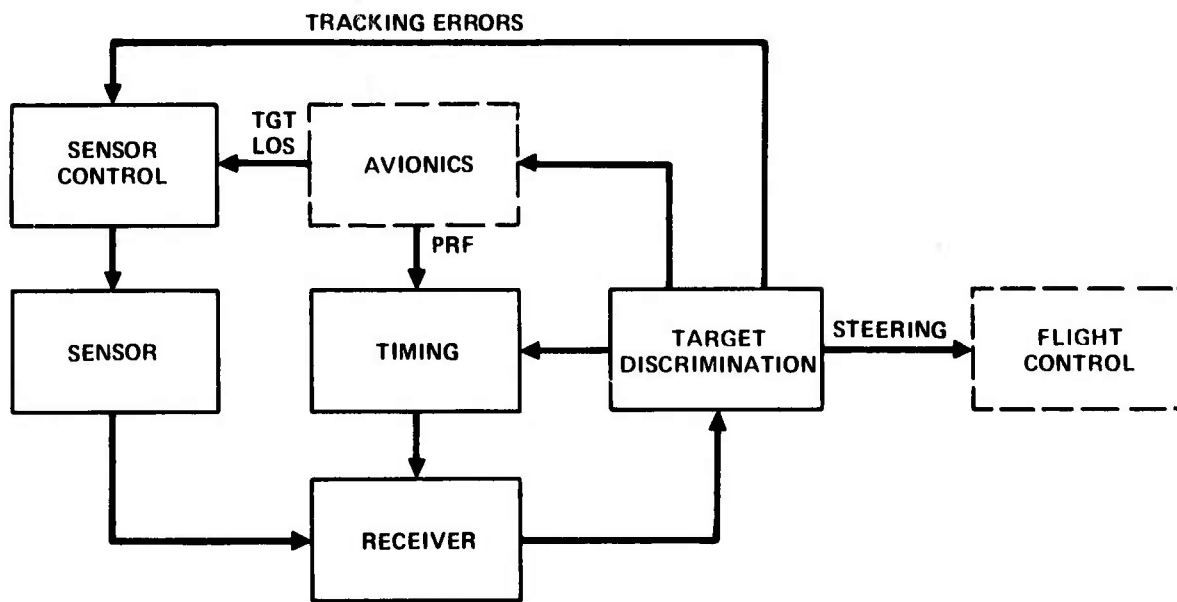 TRACKING ERRORS
SENSOR
CONTROL
TGT
LOS
AVIONICS
PRF
SENSOR
TIMING
TARGET
DISCRIMINATION
STEERING
FLIGHT
CONTROL
RECEIVER